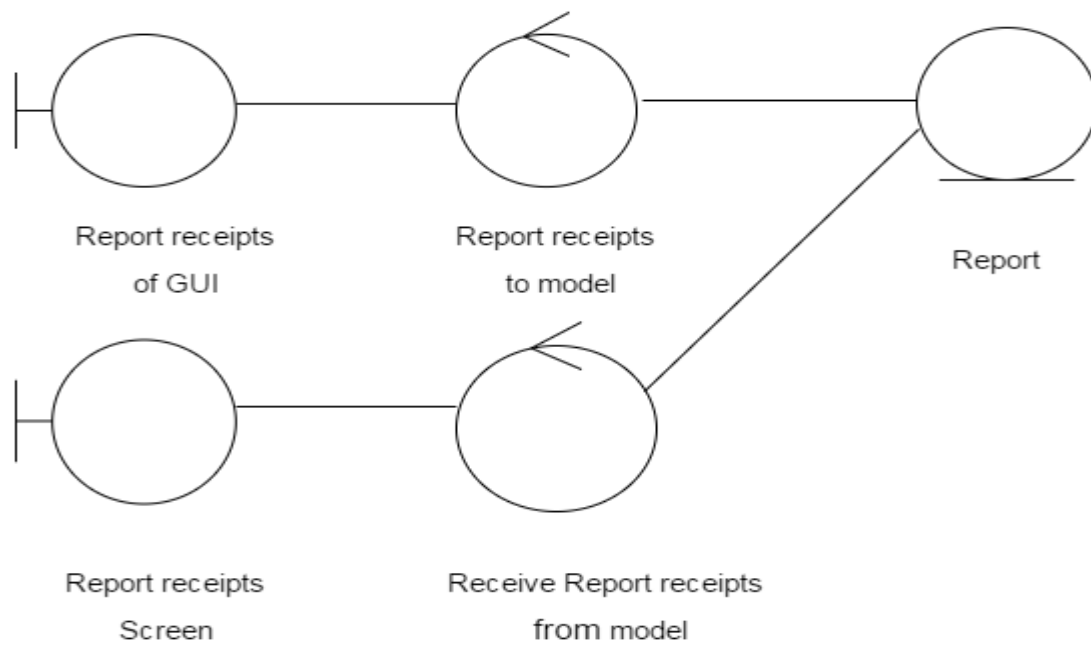 Report receipts
of GUI
Report receipts
to model
Report
Report receipts
Screen
Receive Report receipts
from model